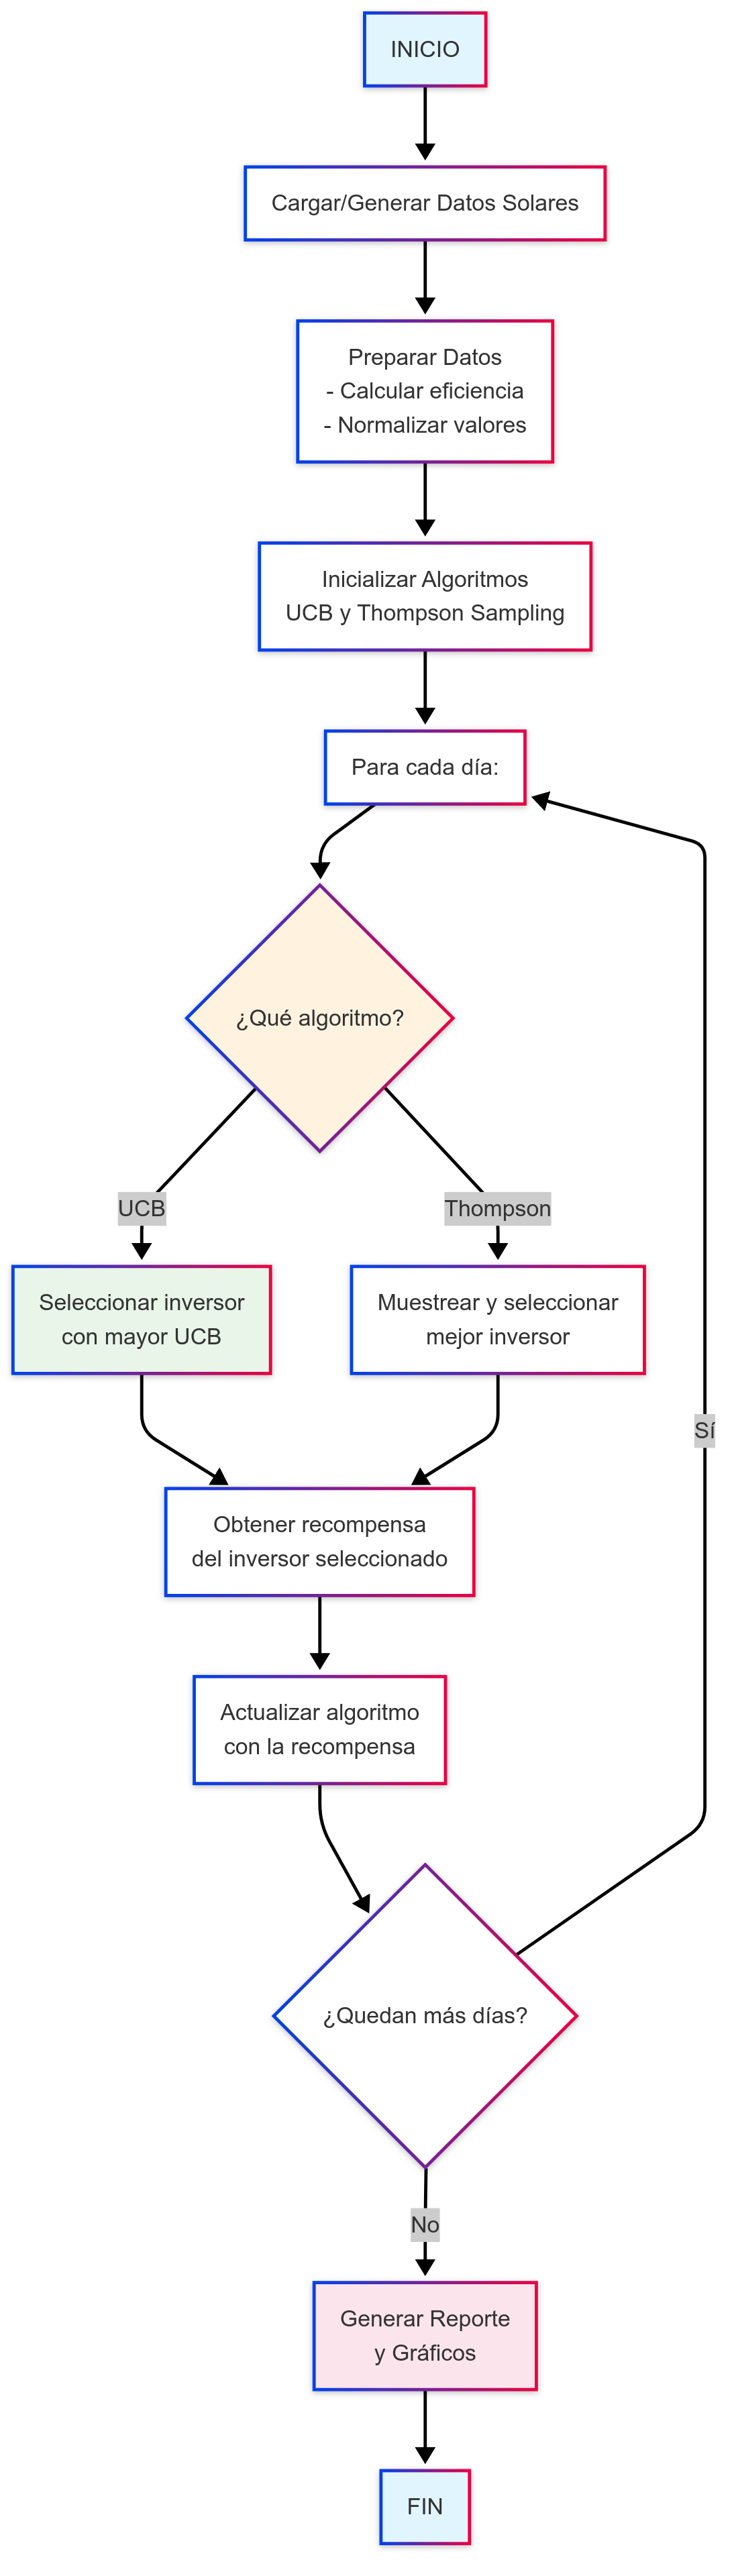 INICIO
Cargar/Generar Datos Solares
Preparar Datos
- Calcular eficiencia
- Normalizar valores
Inicializar Algoritmos
UCB y Thompson Sampling
Para cada día:
¿Qué algoritmo?
UCB
Thompson
Seleccionar inversor
con mayor UCB
Muestrear y seleccionar
mejor inversor
Sí
Obtener recompensa
del inversor seleccionado
Actualizar algoritmo
con la recompensa
¿Quedan más días?
No
Generar Reporte
y Gráficos
FIN